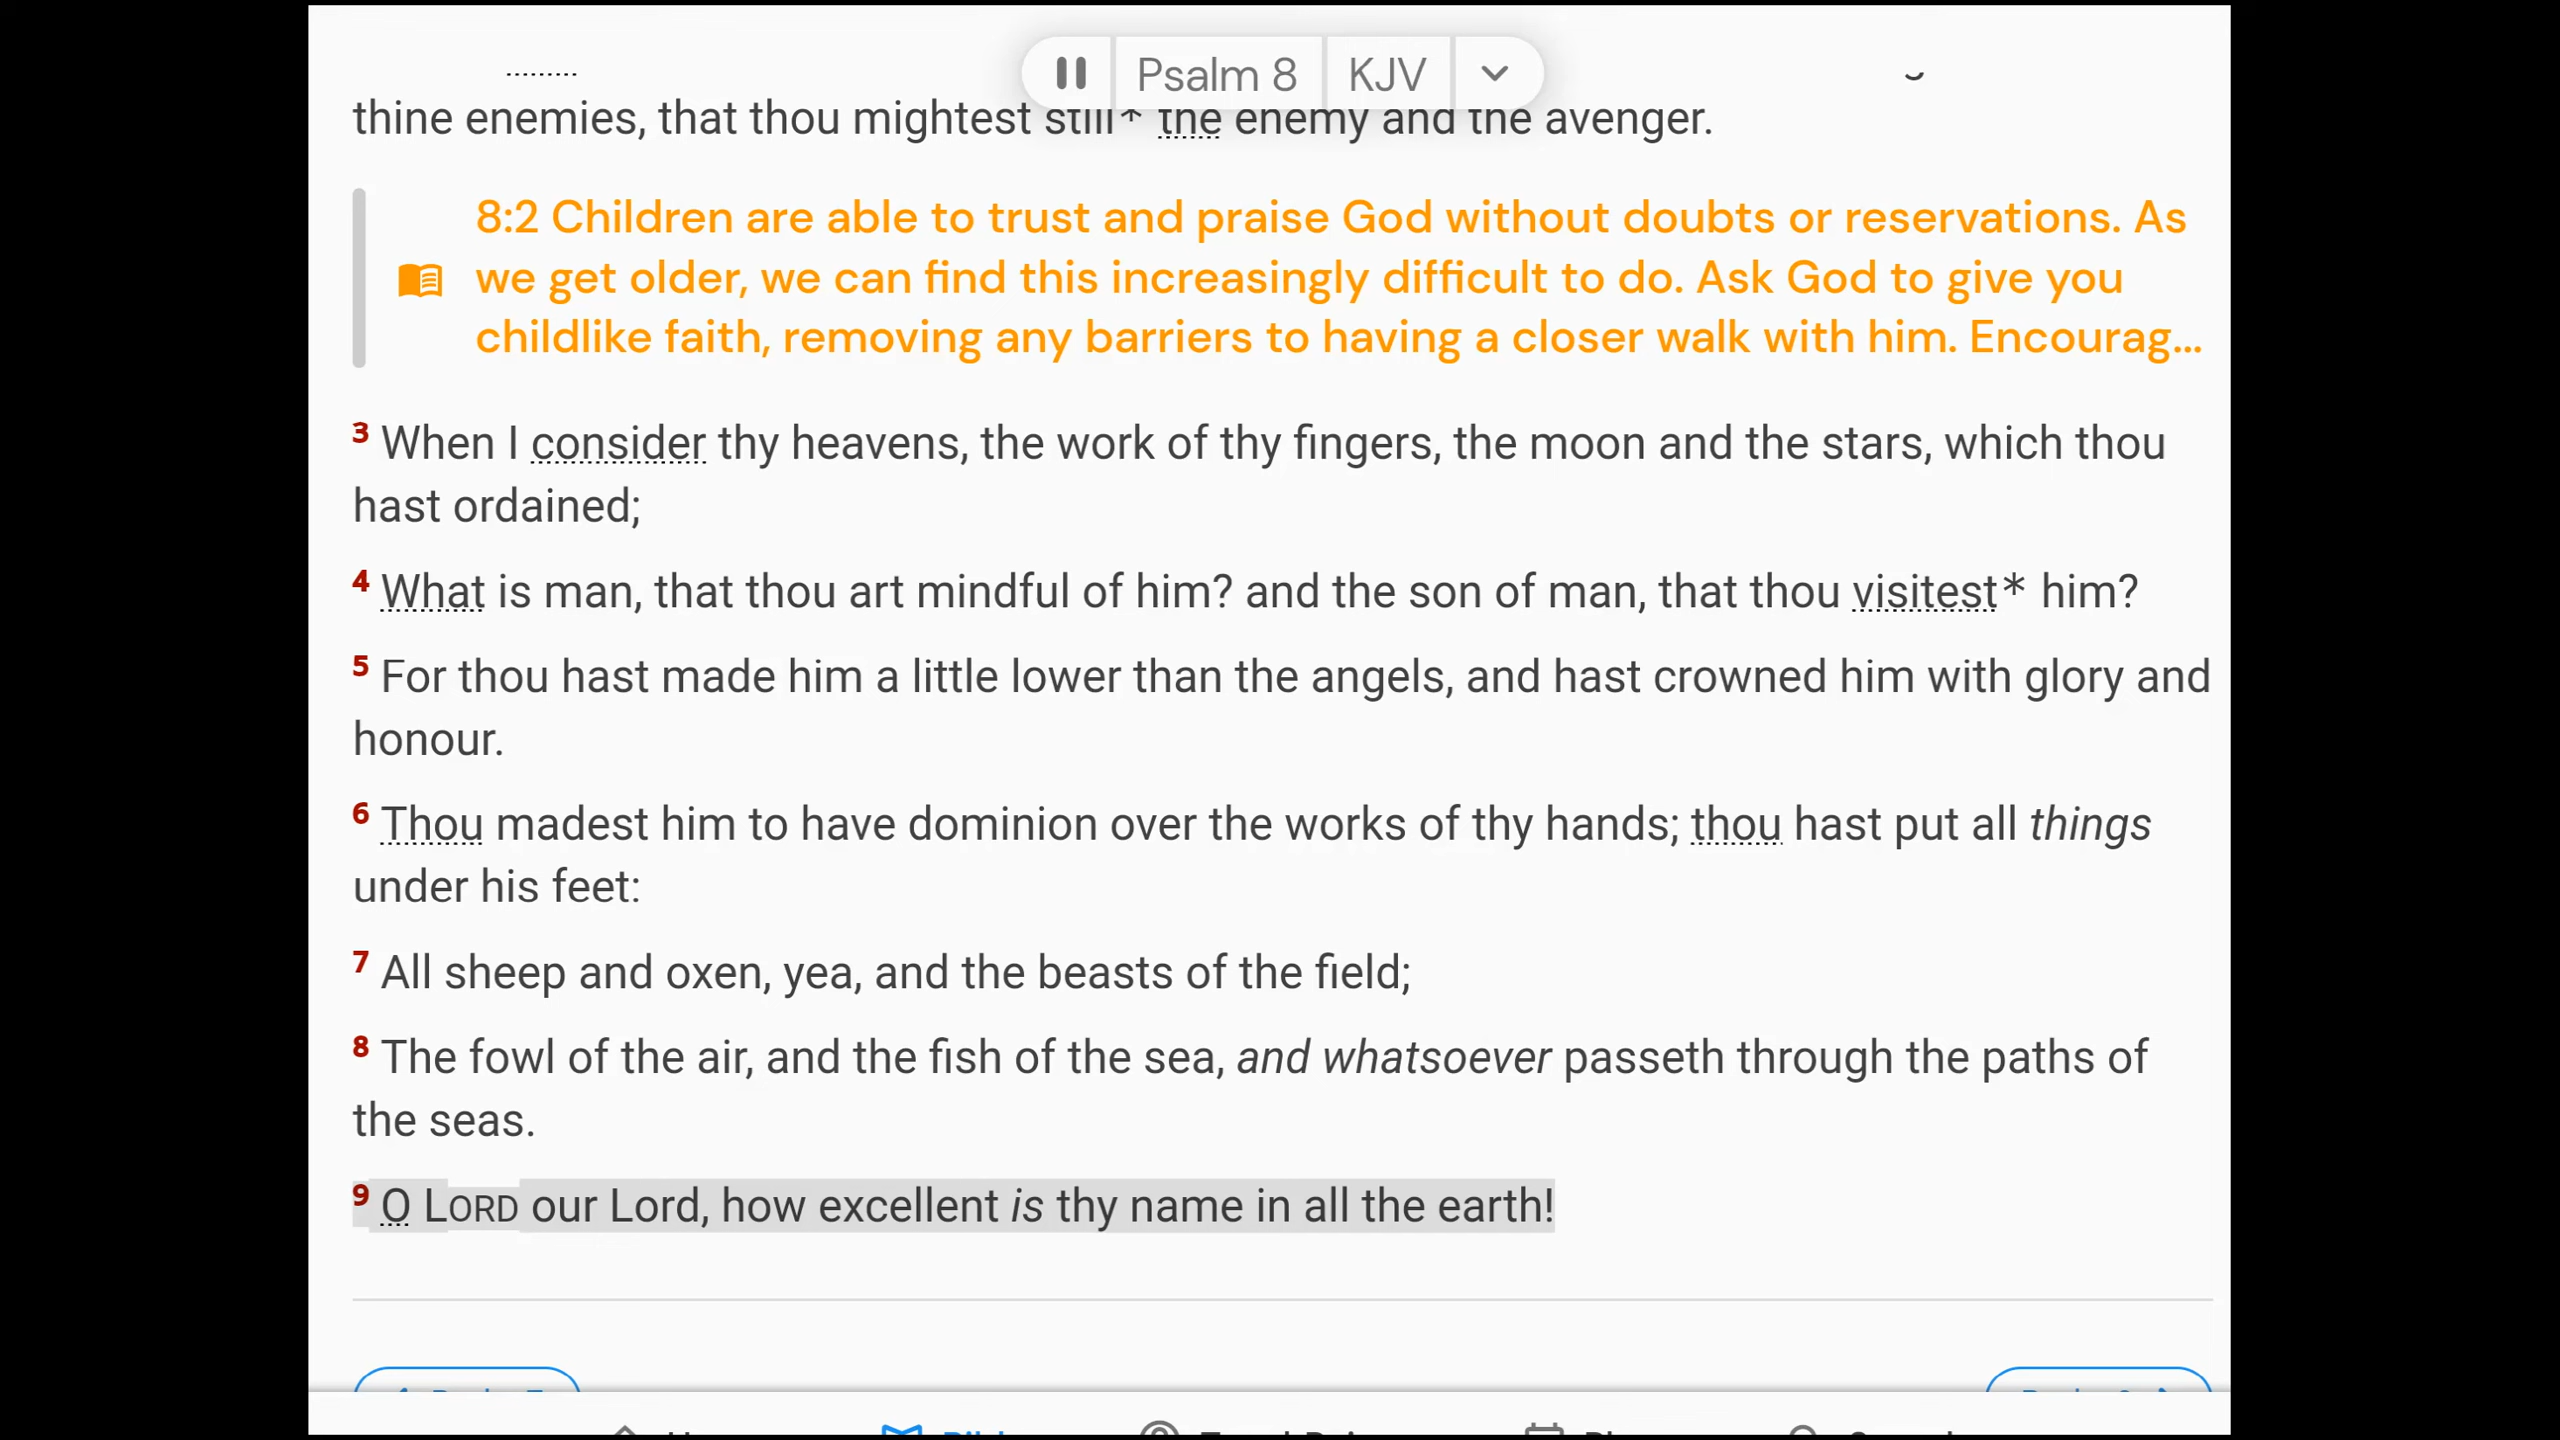 Psalm 8 KJV
thine enemies, that thou mightest still* the enemy and the avenger.
8:2 Children are able to trust and praise God without doubts or reservations. As
we get older, we can find this increasingly difficult to do. Ask God to give you
childlike faith, removing any barriers to having a closer walk with him. Encourag...
3 When I consider thy heavens, the work of thy fingers, the moon and the stars, which thou
hast ordained;
4 What is man, that thou art mindful of him? and the son of man, that thou visitest* him?
5 For thou hast made him a little lower than the angels, and hast crowned him with glory and
honour.
6 Thou madest him to have dominion over the works of thy hands; thou hast put all things
under his feet:
7 All sheep and oxen, yea, and the beasts of the field;
8 The fowl of the air, and the fish of the sea, and whatsoever passeth through the paths of
the seas.
9 O LORD our Lord, how excellent is thy name in all the earth!